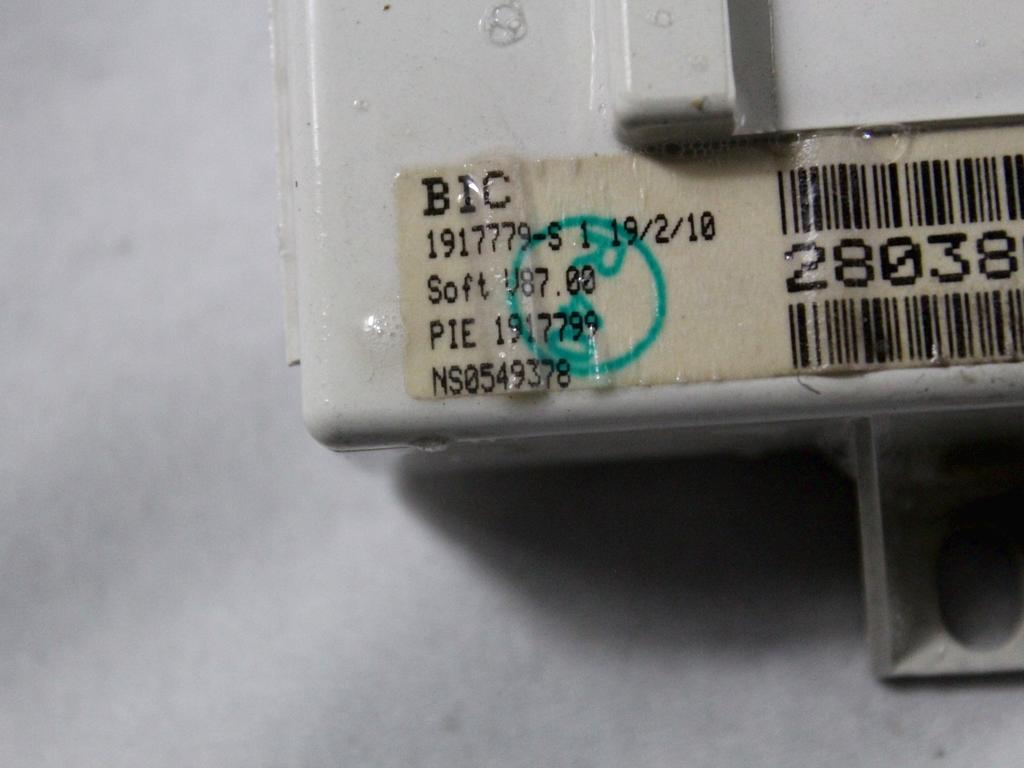 BIC
1917779-S 1 19/2/10
Soft V87.00
PIE 1917799
NS0549378
28038